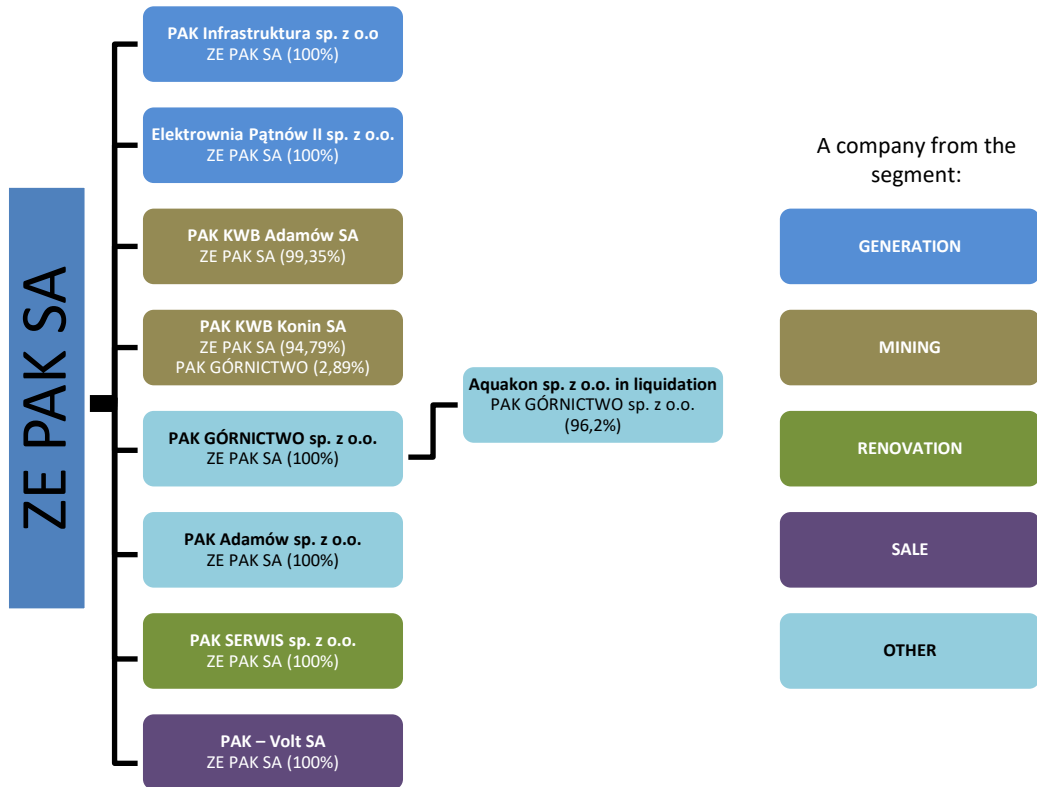 ZE PAK SA
PAK Infrastruktura sp. z o.o
ZE PAK SA (100%)
Elektrownia Pątnów II sp. z o.o.
ZE PAK SA (100%)
PAK KWB Adamów SA
ZE PAK SA (99,35%)
PAK KWB Konin SA
ZE PAK SA (94,79%)
PAK GÓRNICTWO (2,89%)
PAK GÓRNICTWO sp. z o.o.
ZE PAK SA (100%)
PAK Adamów sp. z o.o.
ZE PAK SA (100%)
PAK SERWIS sp. z o.o.
ZE PAK SA (100%)
PAK – Volt SA
ZE PAK SA (100%)
Aquakon sp. z o.o. in liquidation
PAK GÓRNICTWO sp. z o.o.
(96,2%)
A company from the
segment:
GENERATION
MINING
RENOVATION
SALE
OTHER